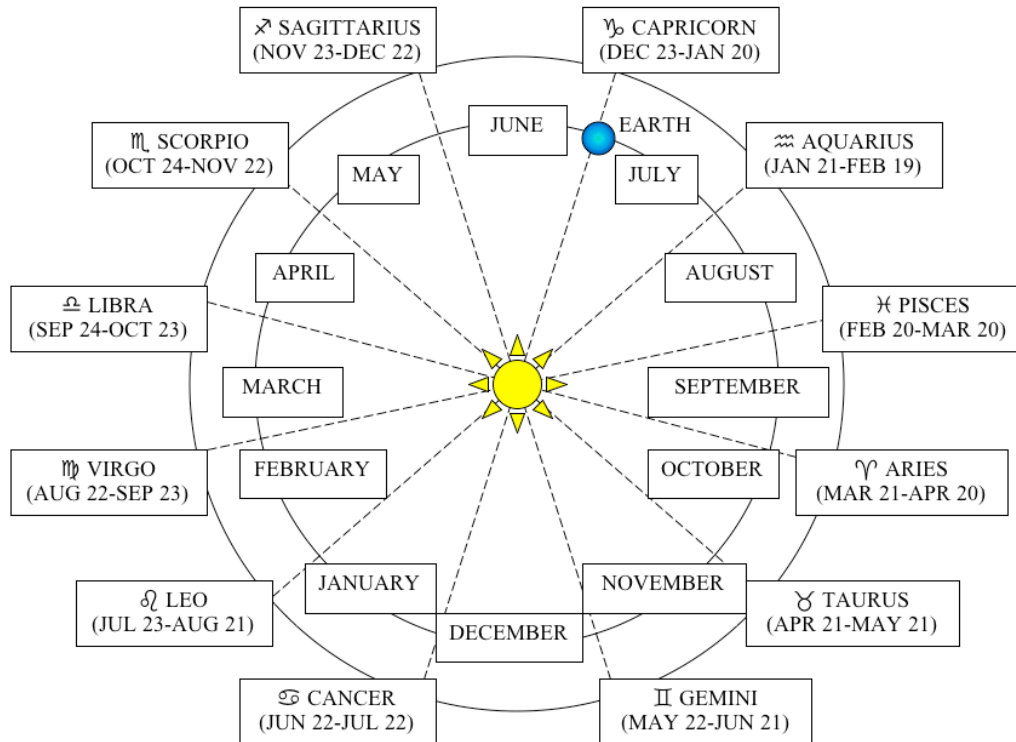 ♐ SAGITTARIUS
(NOV 23-DEC 22)
♑ CAPRICORN
(DEC 23-JAN 20)
JUNE
EARTH
♏ SCORPIO
(OCT 24-NOV 22)
♒ AQUARIUS
(JAN 21-FEB 19)
MAY
JULY
APRIL
AUGUST
♎ LIBRA
(SEP 24-OCT 23)
♓ PISCES
(FEB 20-MAR 20)
MARCH
SEPTEMBER
♍ VIRGO
(AUG 22-SEP 23)
FEBRUARY
OCTOBER
♈ ARIES
(MAR 21-APR 20)
JANUARY
NOVEMBER
♌ LEO
(JUL 23-AUG 21)
♉ TAURUS
(APR 21-MAY 21)
DECEMBER
♋ CANCER
(JUN 22-JUL 22)
♊ GEMINI
(MAY 22-JUN 21)